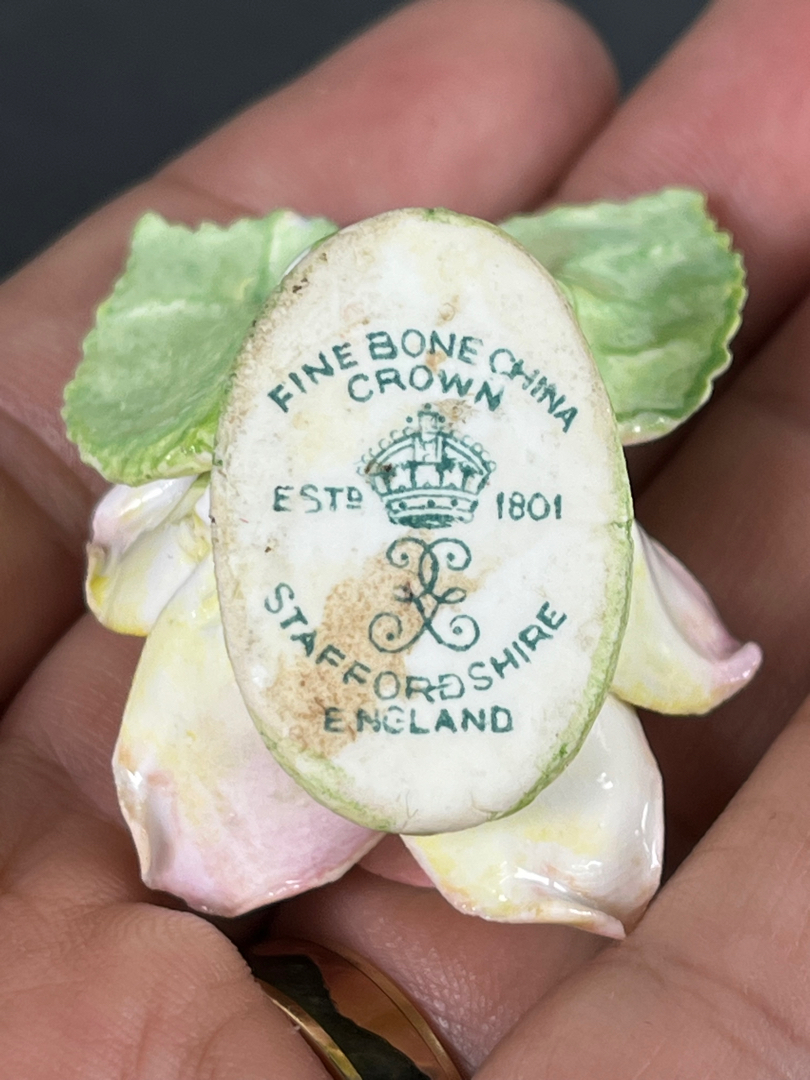 FINE BONE CHINA
CROWN
ESTD 1801
STAFFORDSHIRE
ENGLAND